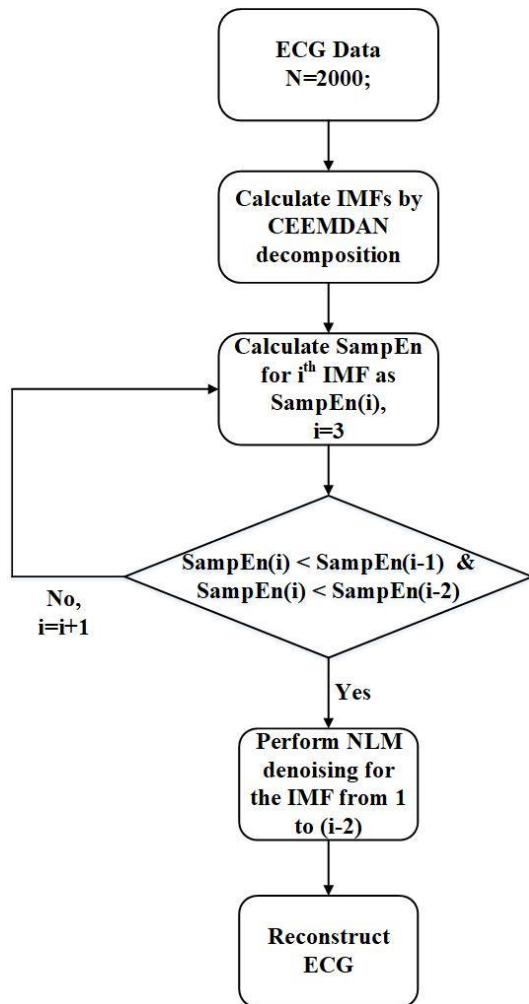 ECG Data
N=2000;
Calculate IMFs by
CEEMDAN
decomposition
Calculate SampEn
for i^th IMF as
SampEn(i),
i=3
SampEn(i) < SampEn(i-1) &
SampEn(i) < SampEn(i-2)
No,
i=i+1
Yes
Perform NLM
denoising for
the IMF from 1
to (i-2)
Reconstruct
ECG